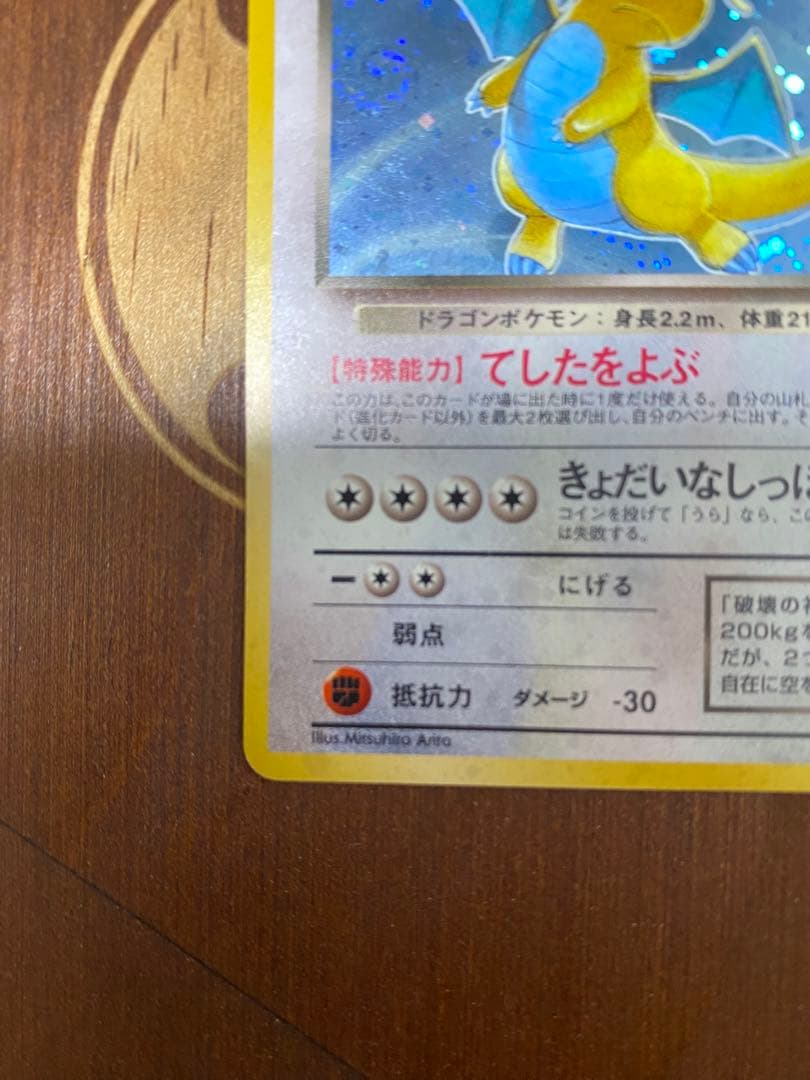 ドラゴンポケモン：身長2.2m、体重21
【特殊能力】てしたをよぶ
この力は、このカードが場に出た時に1度だけ使える。自分の山札
ド（進化カード以外）を最大2枚選び出し、自分のベンチに出す。そ
よく切る。
きょだいなしっぽ
コインを投げて「うら」なら、この
は失敗する。
にげる
弱点
抵抗力 ダメージ -30
「破壊の
200kgを
だが、2つ
自在に空を
Illus. Mitsuhiro Arita